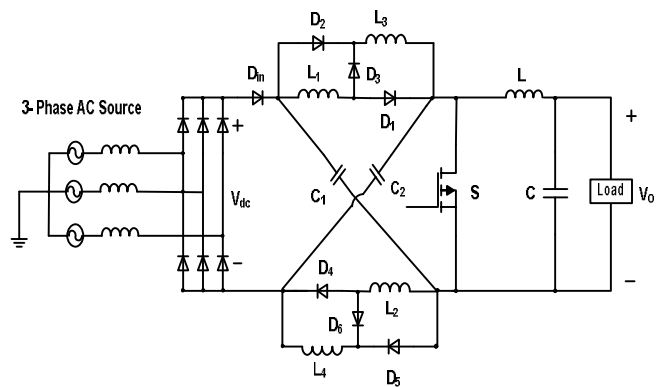 D2
L3
Din
L1
D3
D1
L
3- Phase AC Source
+
Vdc
−
C1
C2
S
C
+
Load
Vo
−
D4
L2
D6
L4
D5